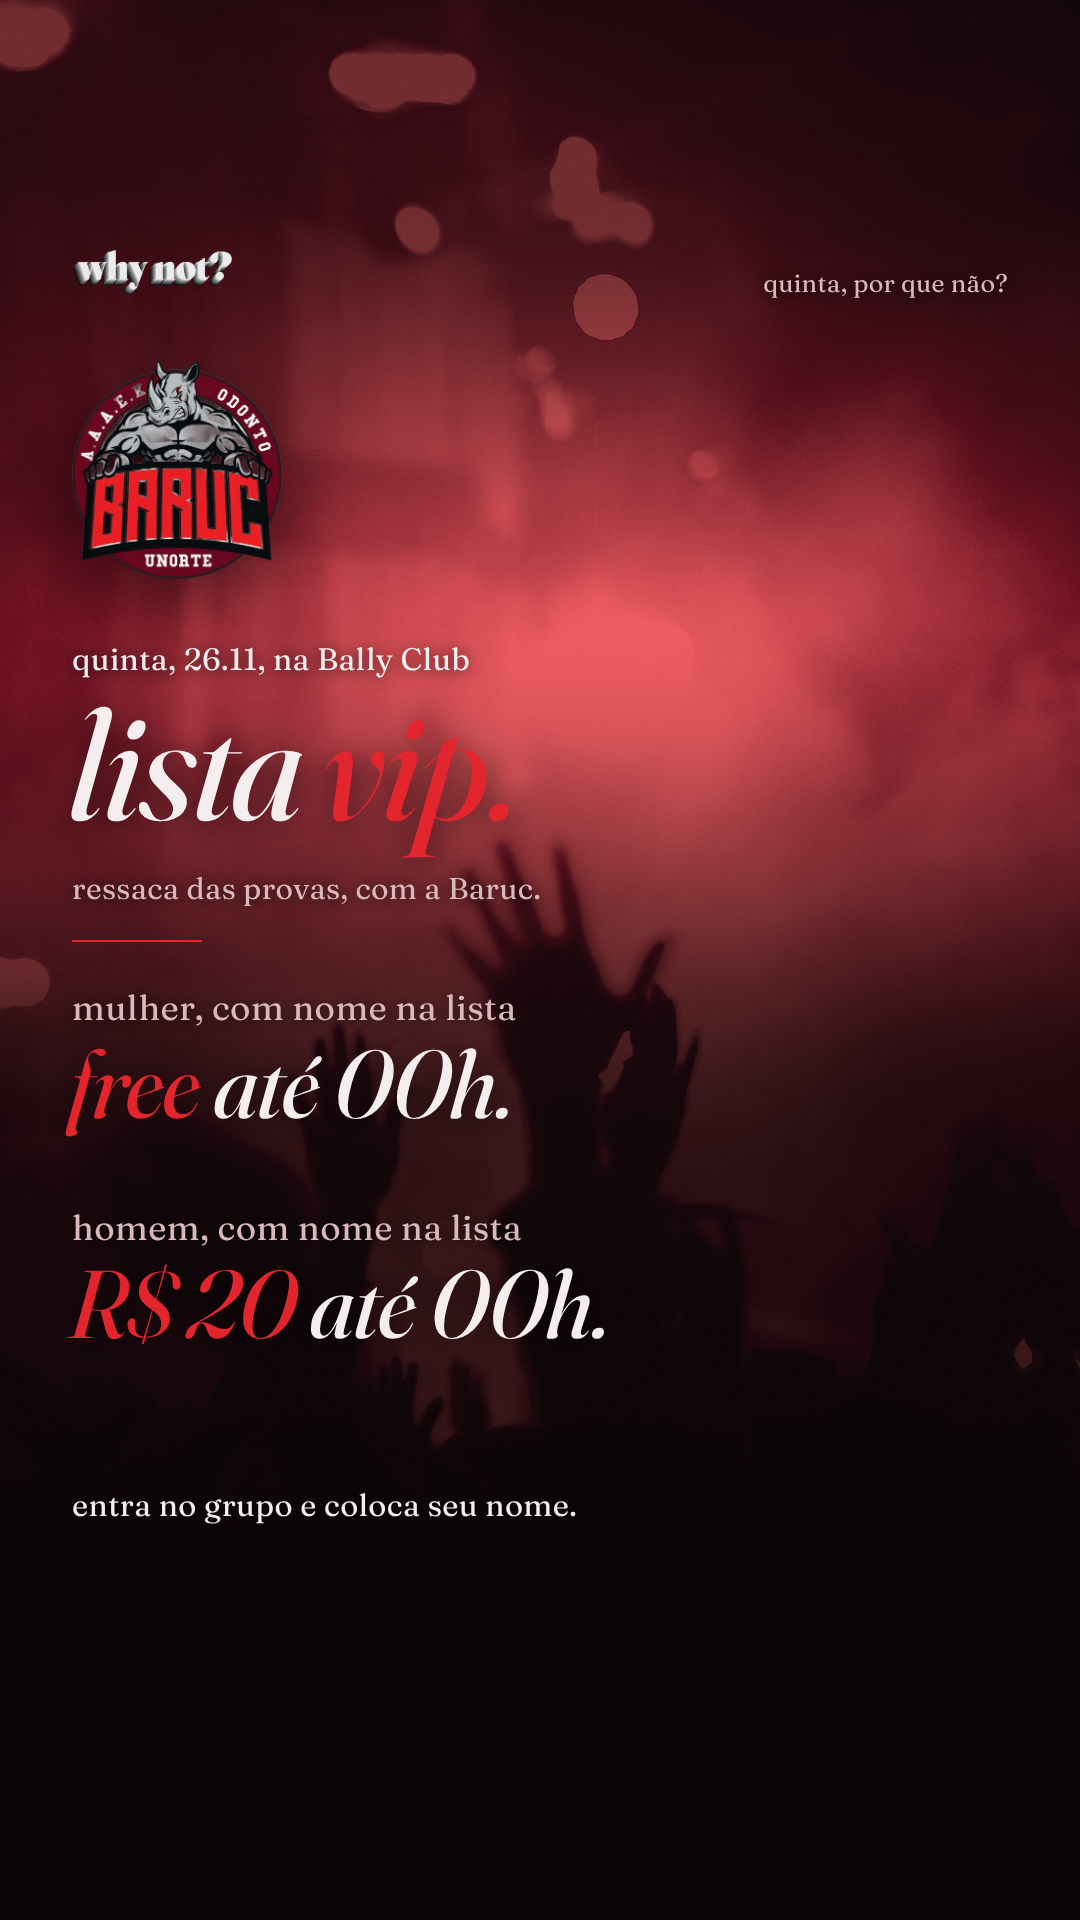 why not?
quinta, por que não?
A.A.A.E.K ODONTO
BARUC
UNORTE
quinta, 26.11, na Bally Club
lista vip.
ressaca das provas, com a Baruc.
mulher, com nome na lista
free até 00h.
homem, com nome na lista
R$ 20 até 00h.
entra no grupo e coloca seu nome.